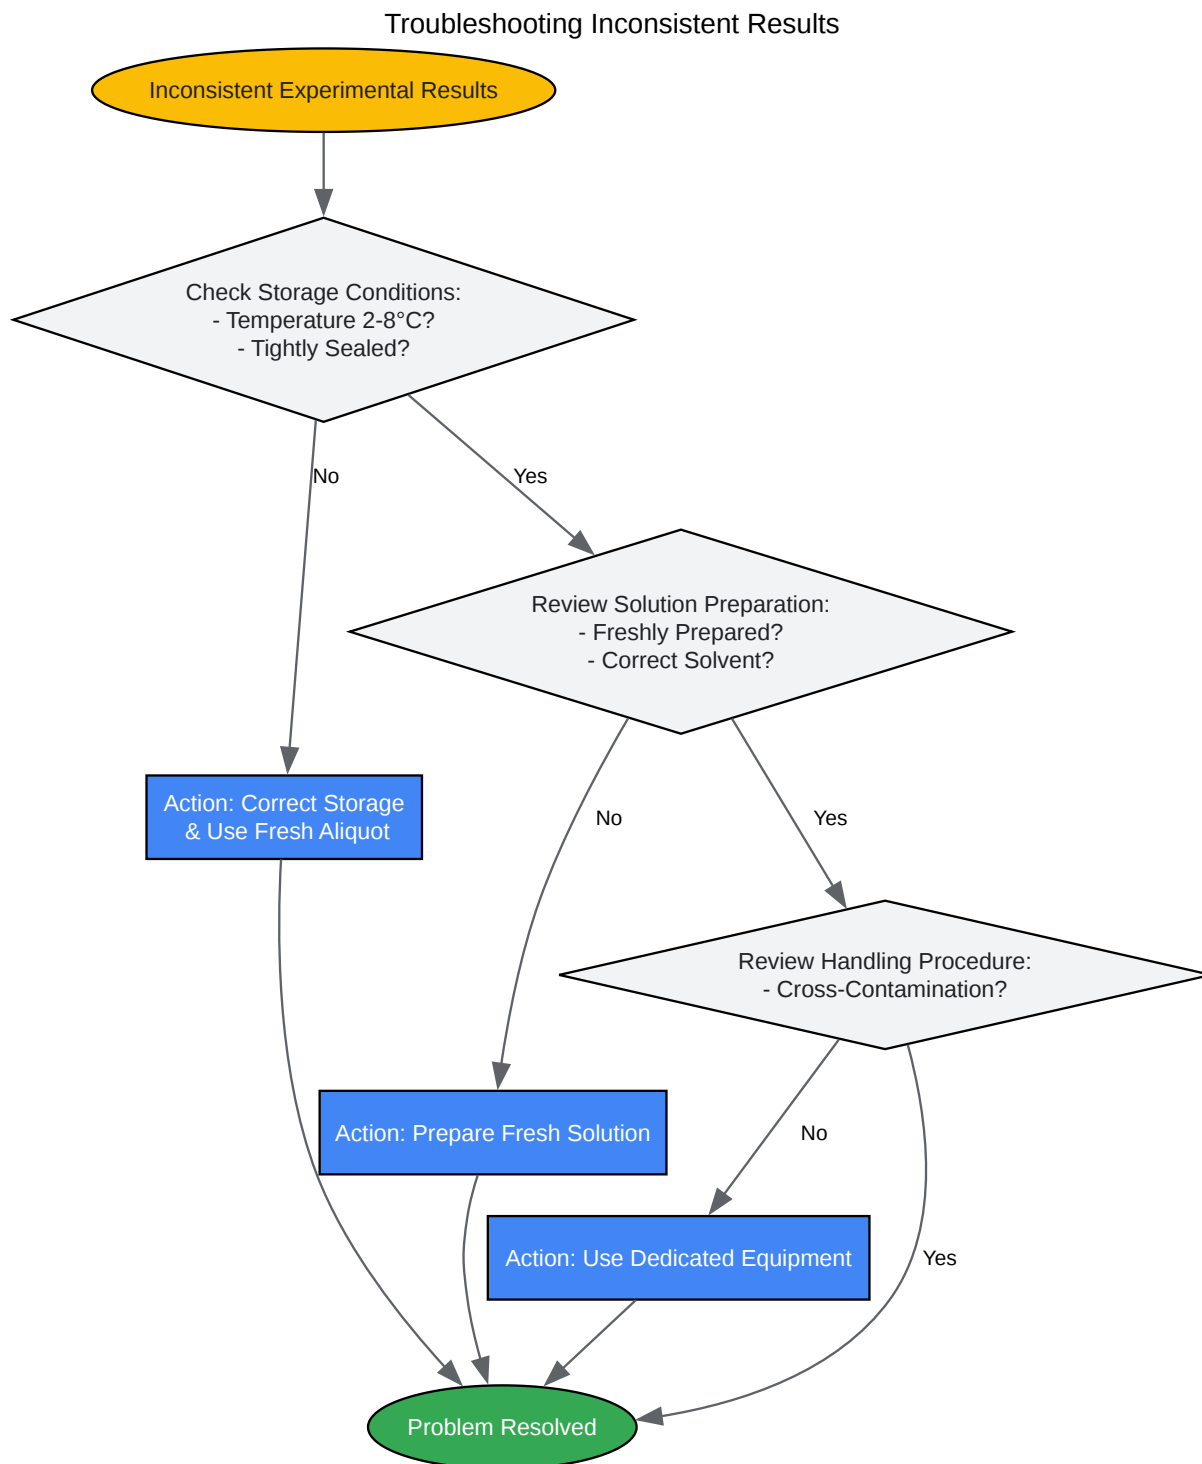 Troubleshooting Inconsistent Results
Inconsistent Experimental Results
Check Storage Conditions:
- Temperature 2-8°C?
- Tightly Sealed?
No
Yes
Review Solution Preparation:
- Freshly Prepared?
- Correct Solvent?
Action: Correct Storage
& Use Fresh Aliquot
No
Yes
Review Handling Procedure:
- Cross-Contamination?
Action: Prepare Fresh Solution
No
Action: Use Dedicated Equipment
Yes
Problem Resolved